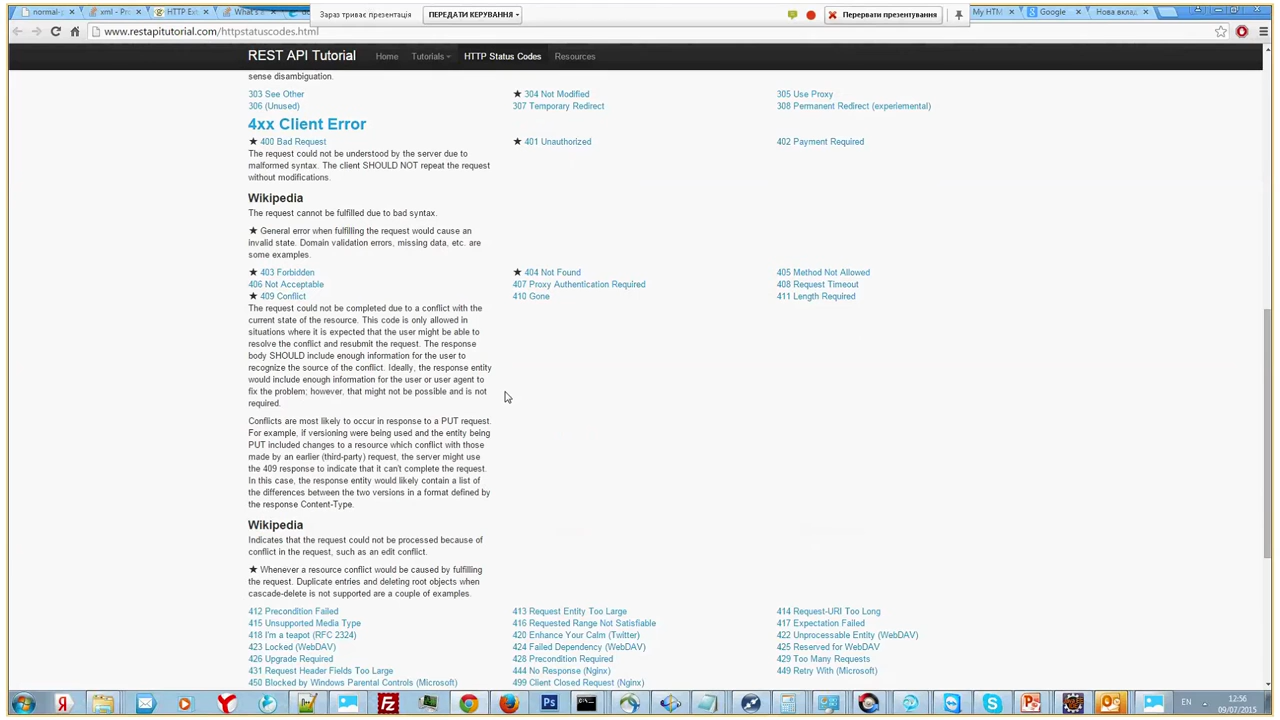 normal-
xml - Pr
HTTP Ex
What's
Зараз триває презентація
ПЕРЕДАТИ КЕРУВАННЯ
Перервати презентування
My HTM
Google
Нова вклад
www.restapitutorial.com/httpstatuscodes.html
REST API Tutorial
Home
Tutorials
HTTP Status Codes
Resources
sense disambiguation.
303 See Other
★ 304 Not Modified
305 Use Proxy
306 (Unused)
307 Temporary Redirect
308 Permanent Redirect (experiemental)
4xx Client Error
★ 400 Bad Request
★ 401 Unauthorized
402 Payment Required
The request could not be understood by the server due to
malformed syntax. The client SHOULD NOT repeat the request
without modifications.
Wikipedia
The request cannot be fulfilled due to bad syntax.
★ General error when fulfilling the request would cause an
invalid state. Domain validation errors, missing data, etc. are
some examples.
★ 403 Forbidden
★ 404 Not Found
405 Method Not Allowed
406 Not Acceptable
407 Proxy Authentication Required
408 Request Timeout
★ 409 Conflict
410 Gone
411 Length Required
The request could not be completed due to a conflict with the
current state of the resource. This code is only allowed in
situations where it is expected that the user might be able to
resolve the conflict and resubmit the request. The response
body SHOULD include enough information for the user to
recognize the source of the conflict. Ideally, the response entity
would include enough information for the user or user agent to
fix the problem; however, that might not be possible and is not
required.
Conflicts are most likely to occur in response to a PUT request.
For example, if versioning were being used and the entity being
PUT included changes to a resource which conflict with those
made by an earlier (third-party) request, the server might use
the 409 response to indicate that it can't complete the request.
In this case, the response entity would likely contain a list of
the differences between the two versions in a format defined by
the response Content-Type.
Wikipedia
Indicates that the request could not be processed because of
conflict in the request, such as an edit conflict.
★ Whenever a resource conflict would be caused by fulfilling
the request. Duplicate entries and deleting root objects when
cascade-delete is not supported are a couple of examples.
412 Precondition Failed
413 Request Entity Too Large
414 Request-URI Too Long
415 Unsupported Media Type
416 Requested Range Not Satisfiable
417 Expectation Failed
418 I'm a teapot (RFC 2324)
420 Enhance Your Calm (Twitter)
422 Unprocessable Entity (WebDAV)
423 Locked (WebDAV)
424 Failed Dependency (WebDAV)
425 Reserved for WebDAV
426 Upgrade Required
428 Precondition Required
429 Too Many Requests
431 Request Header Fields Too Large
444 No Response (Nginx)
449 Retry With (Microsoft)
450 Blocked by Windows Parental Controls (Microsoft)
499 Client Closed Request (Nginx)
EN
12:56
09/07/2015